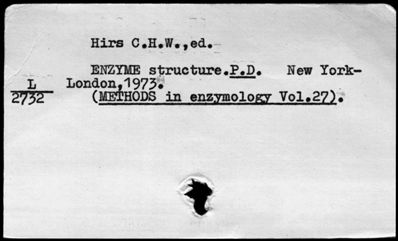 Hirs C.H.W.,ed.
ENZYME structure.P.D. New York-
L London,1973.
2732 (METHODS in enzymology Vol.27).